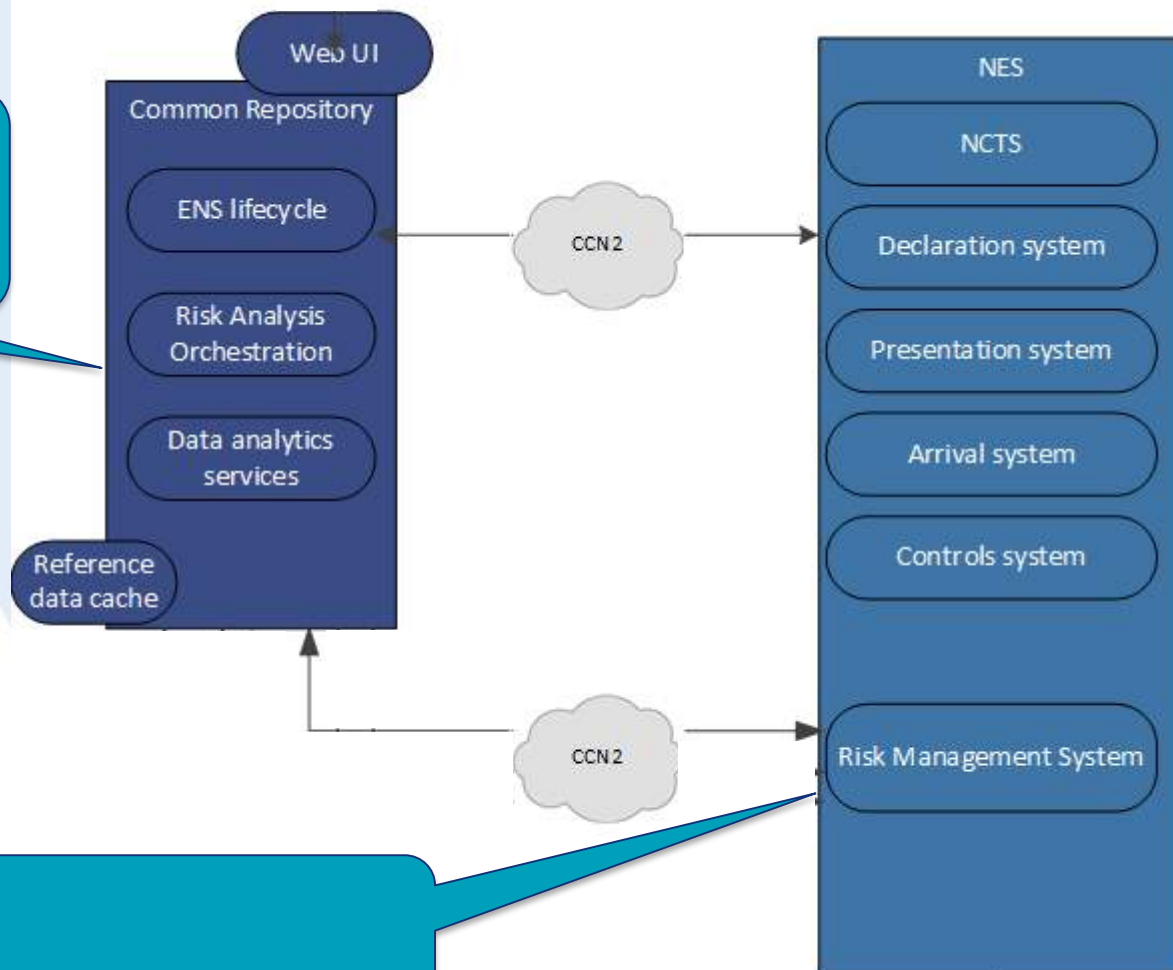 Web UI
Common Repository
ENS lifecycle
Risk Analysis
Orchestration
Data analytics
services
Reference
data cache
CCN2
CCN2
NES
NCTS
Declaration system
Presentation system
Arrival system
Controls system
Risk Management System